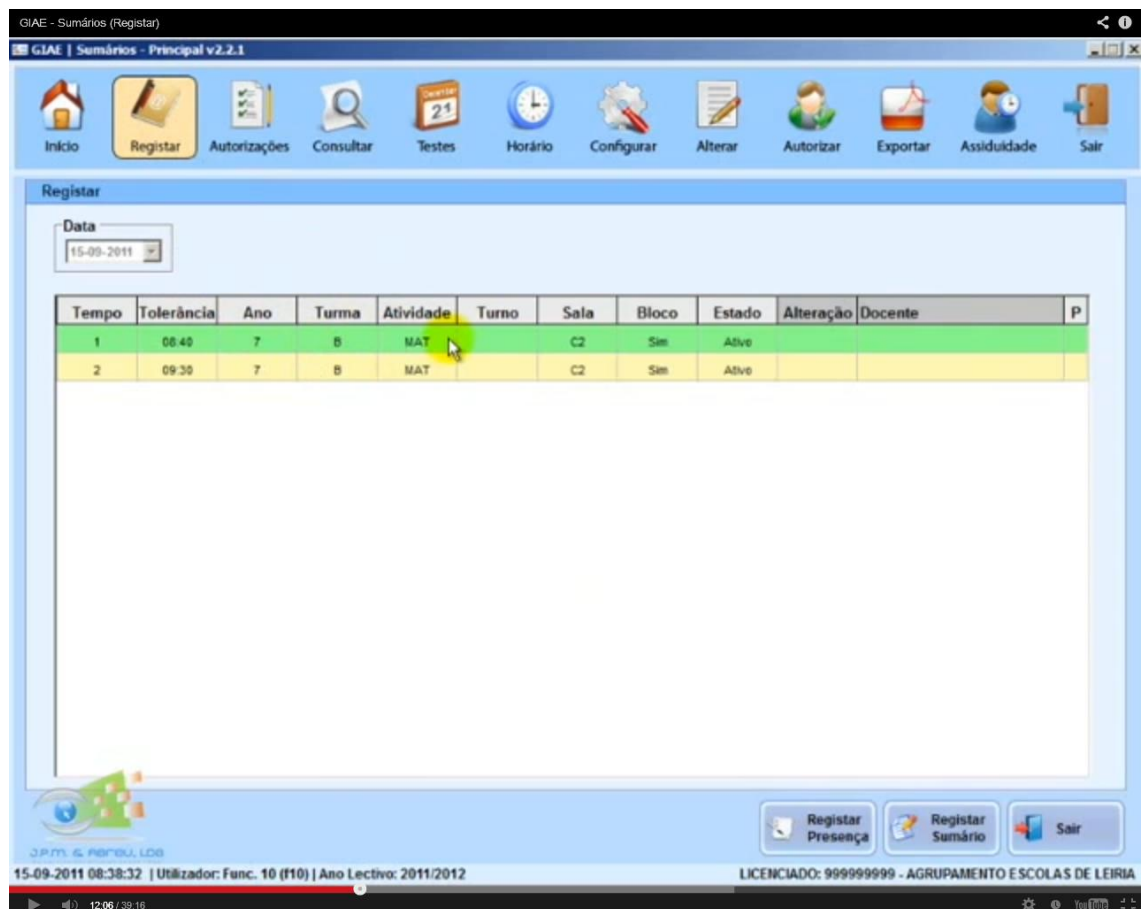 GIAE - Sumários (Registar)
GIAE | Sumários - Principal v2.2.1
Início Registar Autorizações Consultar Testes Horário Configurar Alterar Autorizar Exportar Assiduidade Sair
21
Registar
Data
15-09-2011
Tempo Tolerância Ano Turma Atividade Turno Sala Bloco Estado Alteração Docente P
1 08:40 7 B MAT C2 Sim Ativo
2 09:30 7 B MAT C2 Sim Ativo
Registar Presença Registar Sumário Sair
J.P.M. & ABREU, LDA
15-09-2011 08:38:32 | Utilizador: Func. 10 (f10) | Ano Lectivo: 2011/2012 LICENCIADO: 999999999 - AGRUPAMENTO ESCOLAS DE LEIRIA
12:06 / 39:16 YouTube